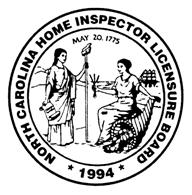 NORTH CAROLINA HOME INSPECTOR LICENSURE BOARD
MAY 20, 1775
* 1994 *